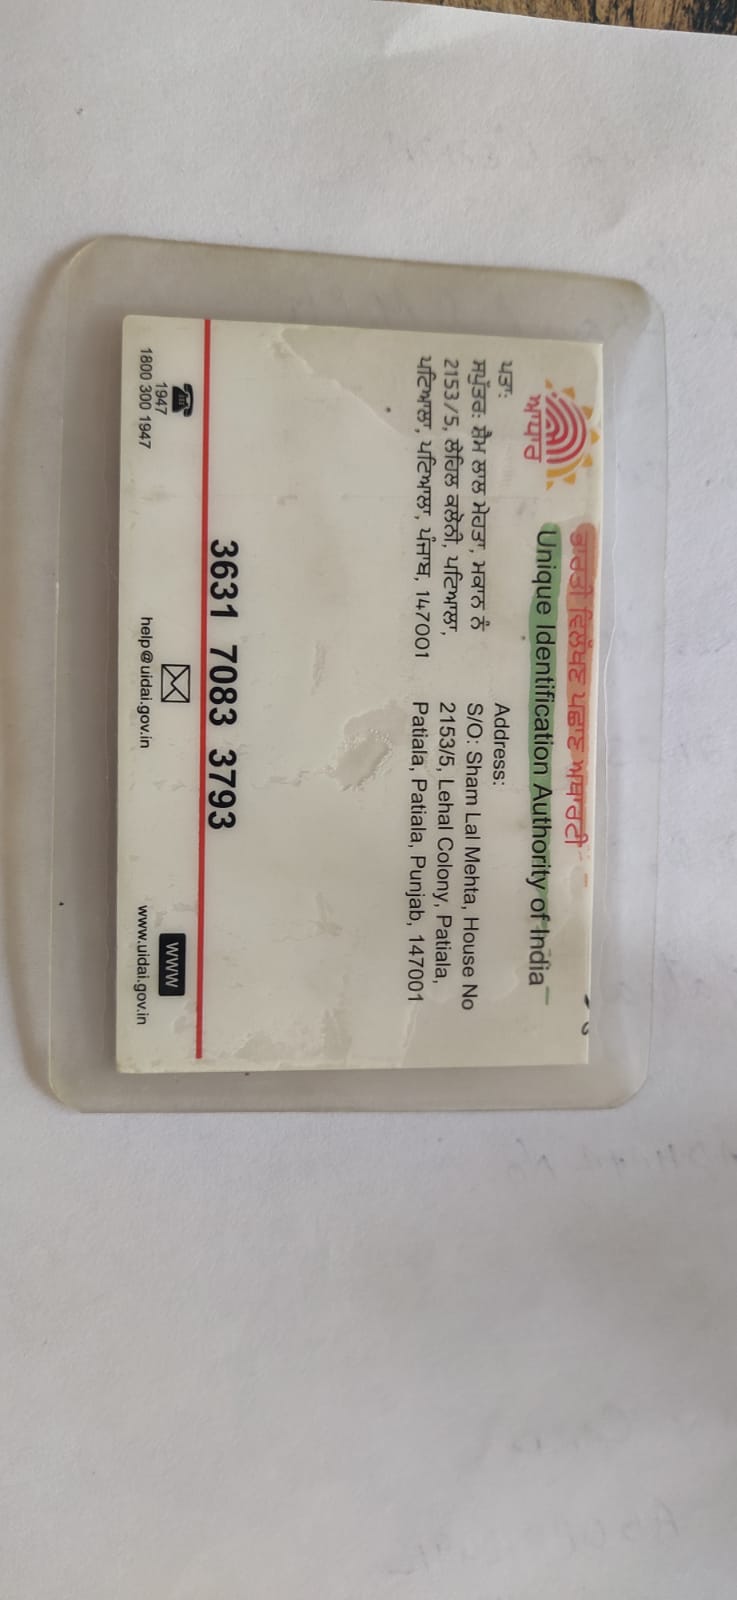 ਭਾਰਤੀ ਵਿਲੱਖਣ ਪਛਾਣ ਅਥਾਰਟੀ
Unique Identification Authority of India
ਆਧਾਰ
ਪਤਾ:
ਸਪੁੱਤਰ: ਸ਼ੈਮ ਲਾਲ ਮੇਹਤਾ, ਮਕਾਨ ਨੰ
2153/5, ਲੇਹਿਲ ਕਲੋਨੀ, ਪਟਿਆਲਾ,
ਪਟਿਆਲਾ, ਪਟਿਆਲਾ, ਪੰਜਾਬ, 147001
Address:
S/O: Sham Lal Mehta, House No
2153/5, Lehal Colony, Patiala,
Patiala, Patiala, Punjab, 147001
3631 7083 3793
1947
1800 300 1947
help@uidai.gov.in
WWW
www.uidai.gov.in